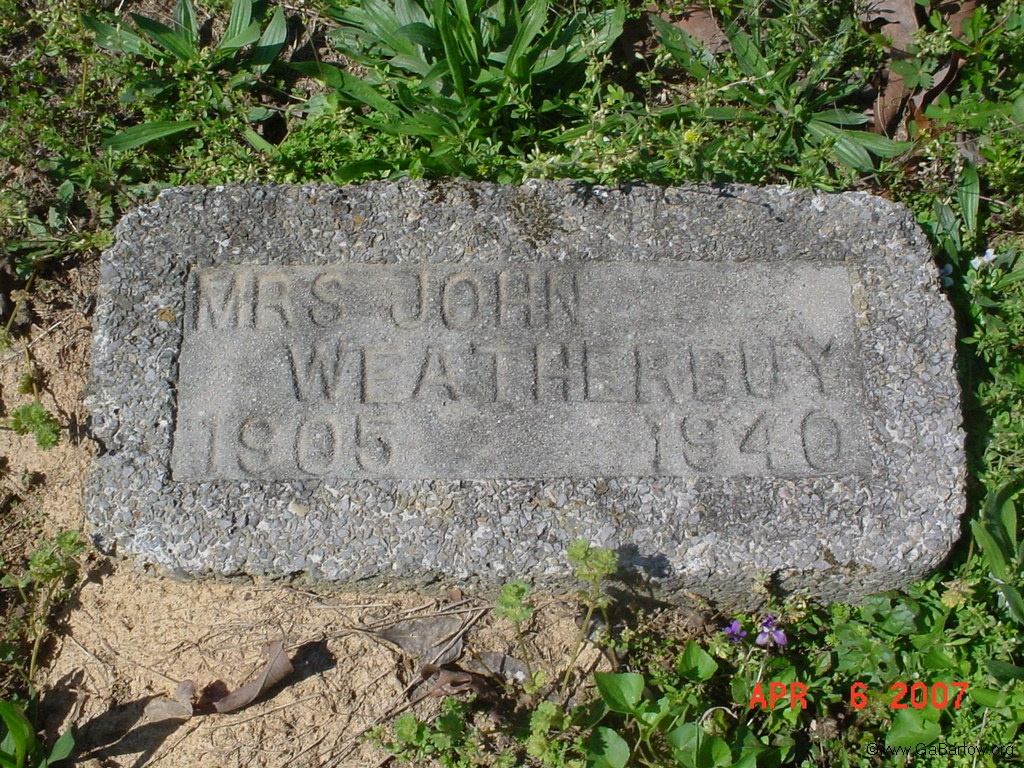 MRS JOHN
WEATHERBUY
1905 1940
APR 6 2007
©www.GaBartow.org